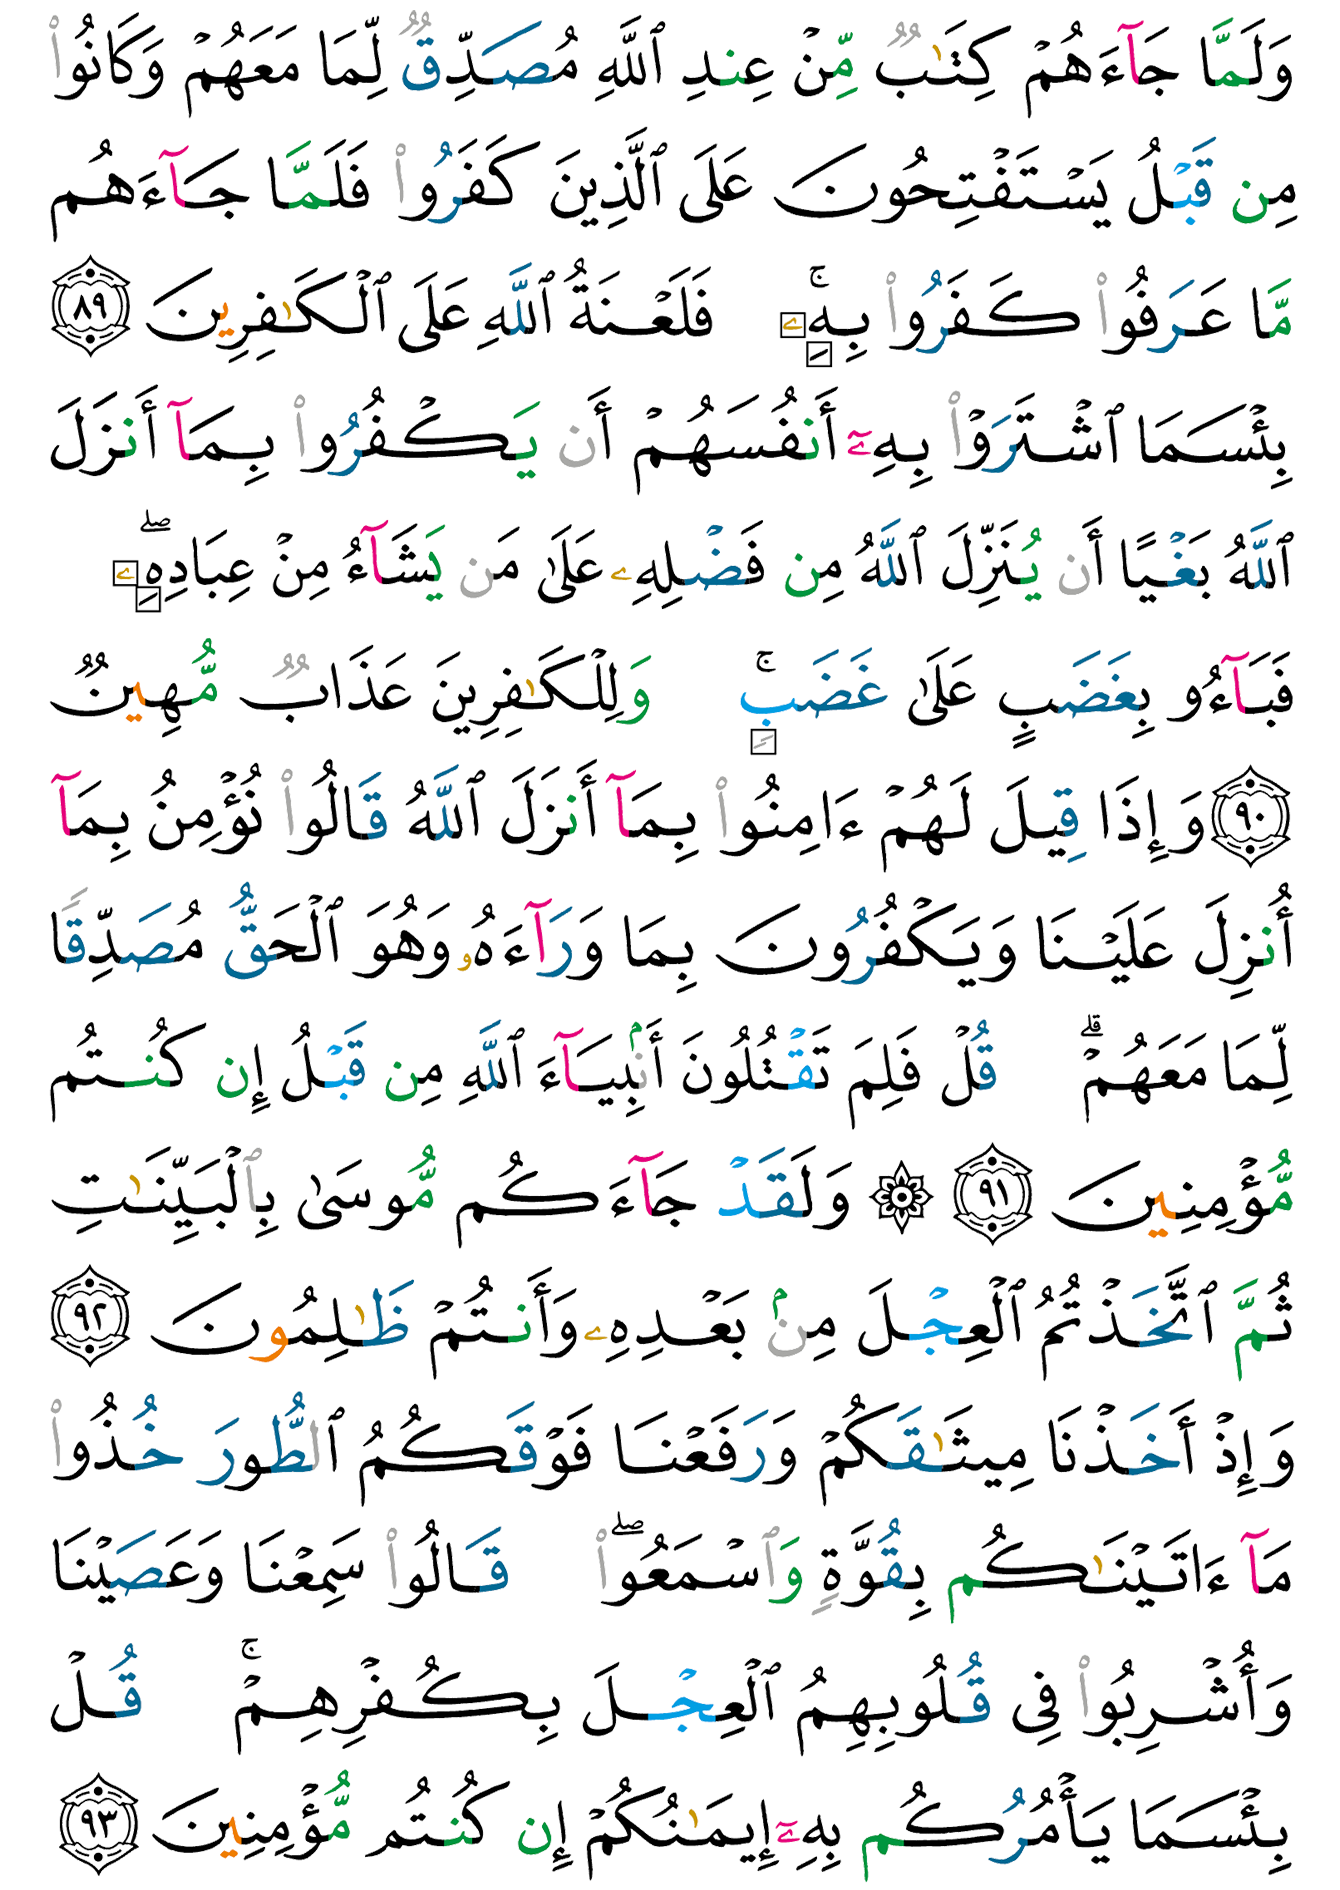 وَلَمَّا جَآءَهُمْ كِتَٰبٌ مِّنْ عِندِ ٱللَّهِ مُصَدِّقٌ لِّمَا مَعَهُمْ وَكَانُوا۟
مِن قَبْلُ يَسْتَفْتِحُونَ عَلَى ٱلَّذِينَ كَفَرُوا۟ فَلَمَّا جَآءَهُم
مَّا عَرَفُوا۟ كَفَرُوا۟ بِهِۦۚ فَلَعْنَةُ ٱللَّهِ عَلَى ٱلْكَٰفِرِينَ ٨٩
بِئْسَمَا ٱشْتَرَوْا۟ بِهِۦٓ أَنفُسَهُمْ أَن يَكْفُرُوا۟ بِمَآ أَنزَلَ
ٱللَّهُ بَغْيًا أَن يُنَزِّلَ ٱللَّهُ مِن فَضْلِهِۦ عَلَىٰ مَن يَشَآءُ مِنْ عِبَادِهِۦۖ
فَبَآءُو بِغَضَبٍ عَلَىٰ غَضَبٍۚ وَلِلْكَٰفِرِينَ عَذَابٌ مُّهِينٌ
٩٠ وَإِذَا قِيلَ لَهُمْ ءَامِنُوا۟ بِمَآ أَنزَلَ ٱللَّهُ قَالُوا۟ نُؤْمِنُ بِمَآ
أُنزِلَ عَلَيْنَا وَيَكْفُرُونَ بِمَا وَرَآءَهُۥ وَهُوَ ٱلْحَقُّ مُصَدِّقًا
لِّمَا مَعَهُمْۗ قُلْ فَلِمَ تَقْتُلُونَ أَنۢبِيَآءَ ٱللَّهِ مِن قَبْلُ إِن كُنتُم
مُّؤْمِنِينَ ٩١ ۞ وَلَقَدْ جَآءَكُم مُّوسَىٰ بِٱلْبَيِّنَٰتِ
ثُمَّ ٱتَّخَذْتُمُ ٱلْعِجْلَ مِنۢ بَعْدِهِۦ وَأَنتُمْ ظَٰلِمُونَ ٩٢
وَإِذْ أَخَذْنَا مِيثَٰقَكُمْ وَرَفَعْنَا فَوْقَكُمُ ٱلطُّورَ خُذُوا۟
مَآ ءَاتَيْنَٰكُم بِقُوَّةٍ وَٱسْمَعُوا۟ۖ قَالُوا۟ سَمِعْنَا وَعَصَيْنَا
وَأُشْرِبُوا۟ فِى قُلُوبِهِمُ ٱلْعِجْلَ بِكُفْرِهِمْۚ قُلْ
بِئْسَمَا يَأْمُرُكُم بِهِۦٓ إِيمَٰنُكُمْ إِن كُنتُم مُّؤْمِنِينَ ٩٣